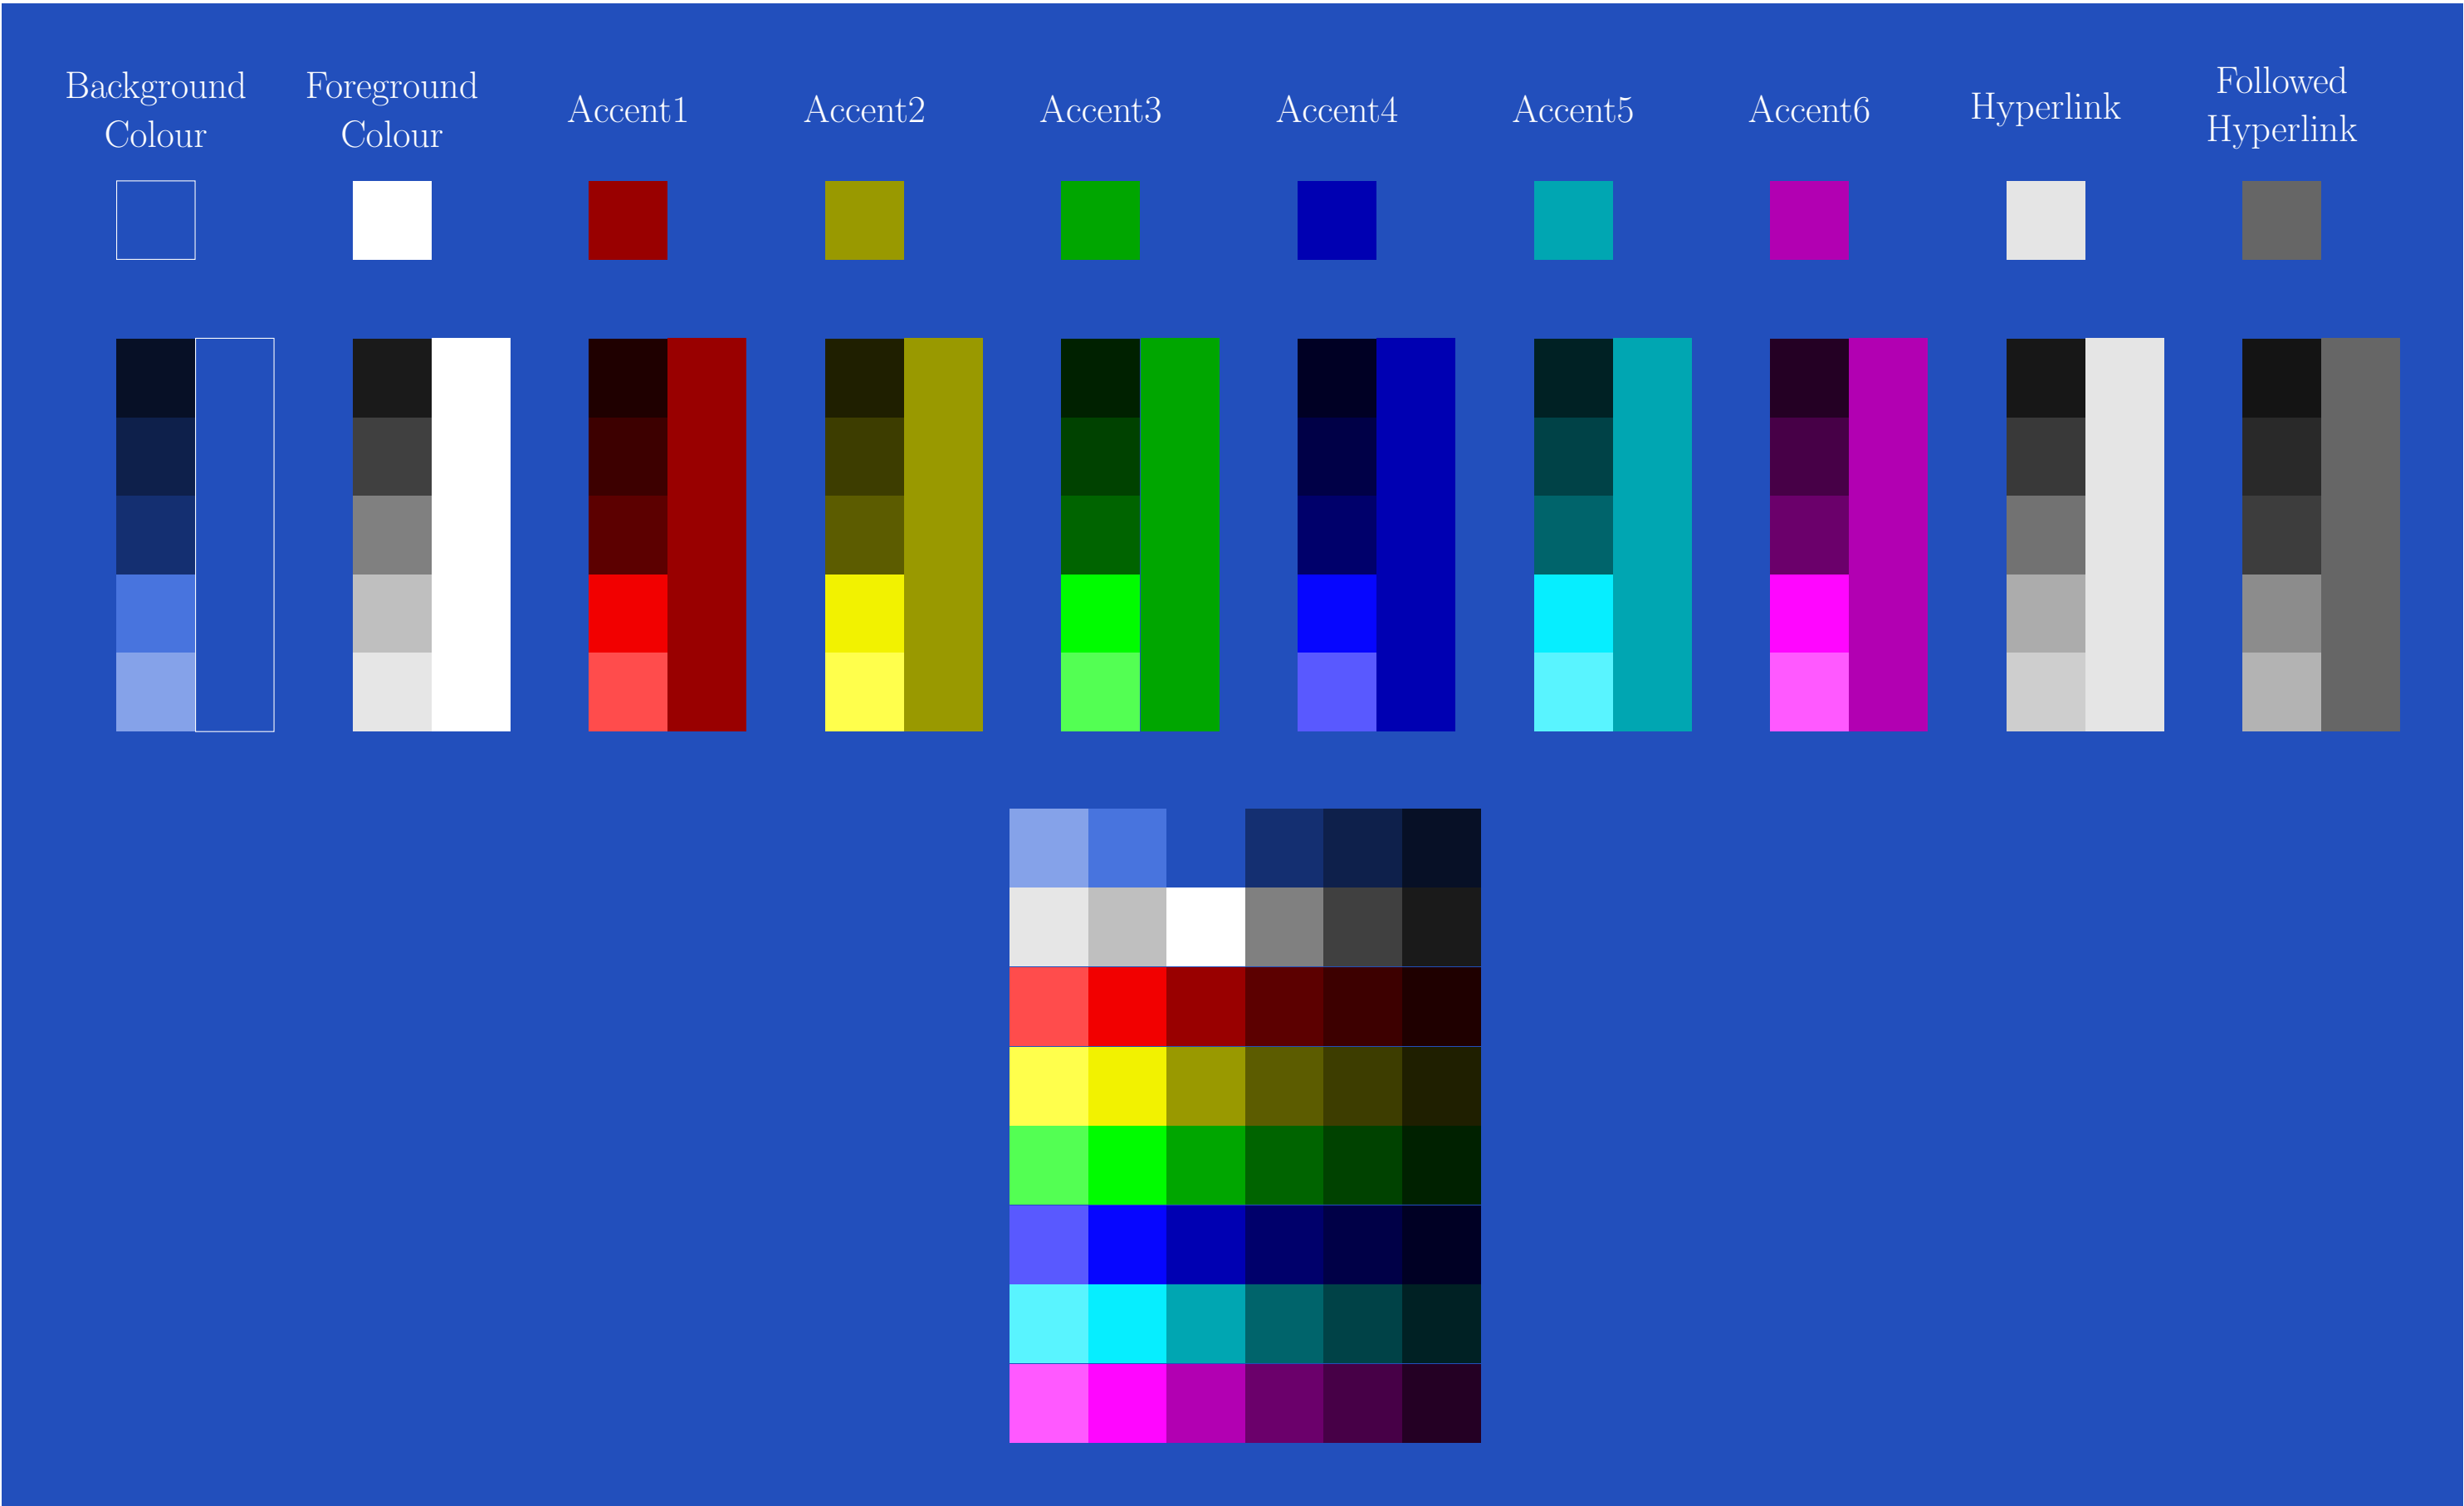 Background
Colour
Foreground
Colour
Accent1
Accent2
Accent3
Accent4
Accent5
Accent6
Hyperlink
Followed
Hyperlink